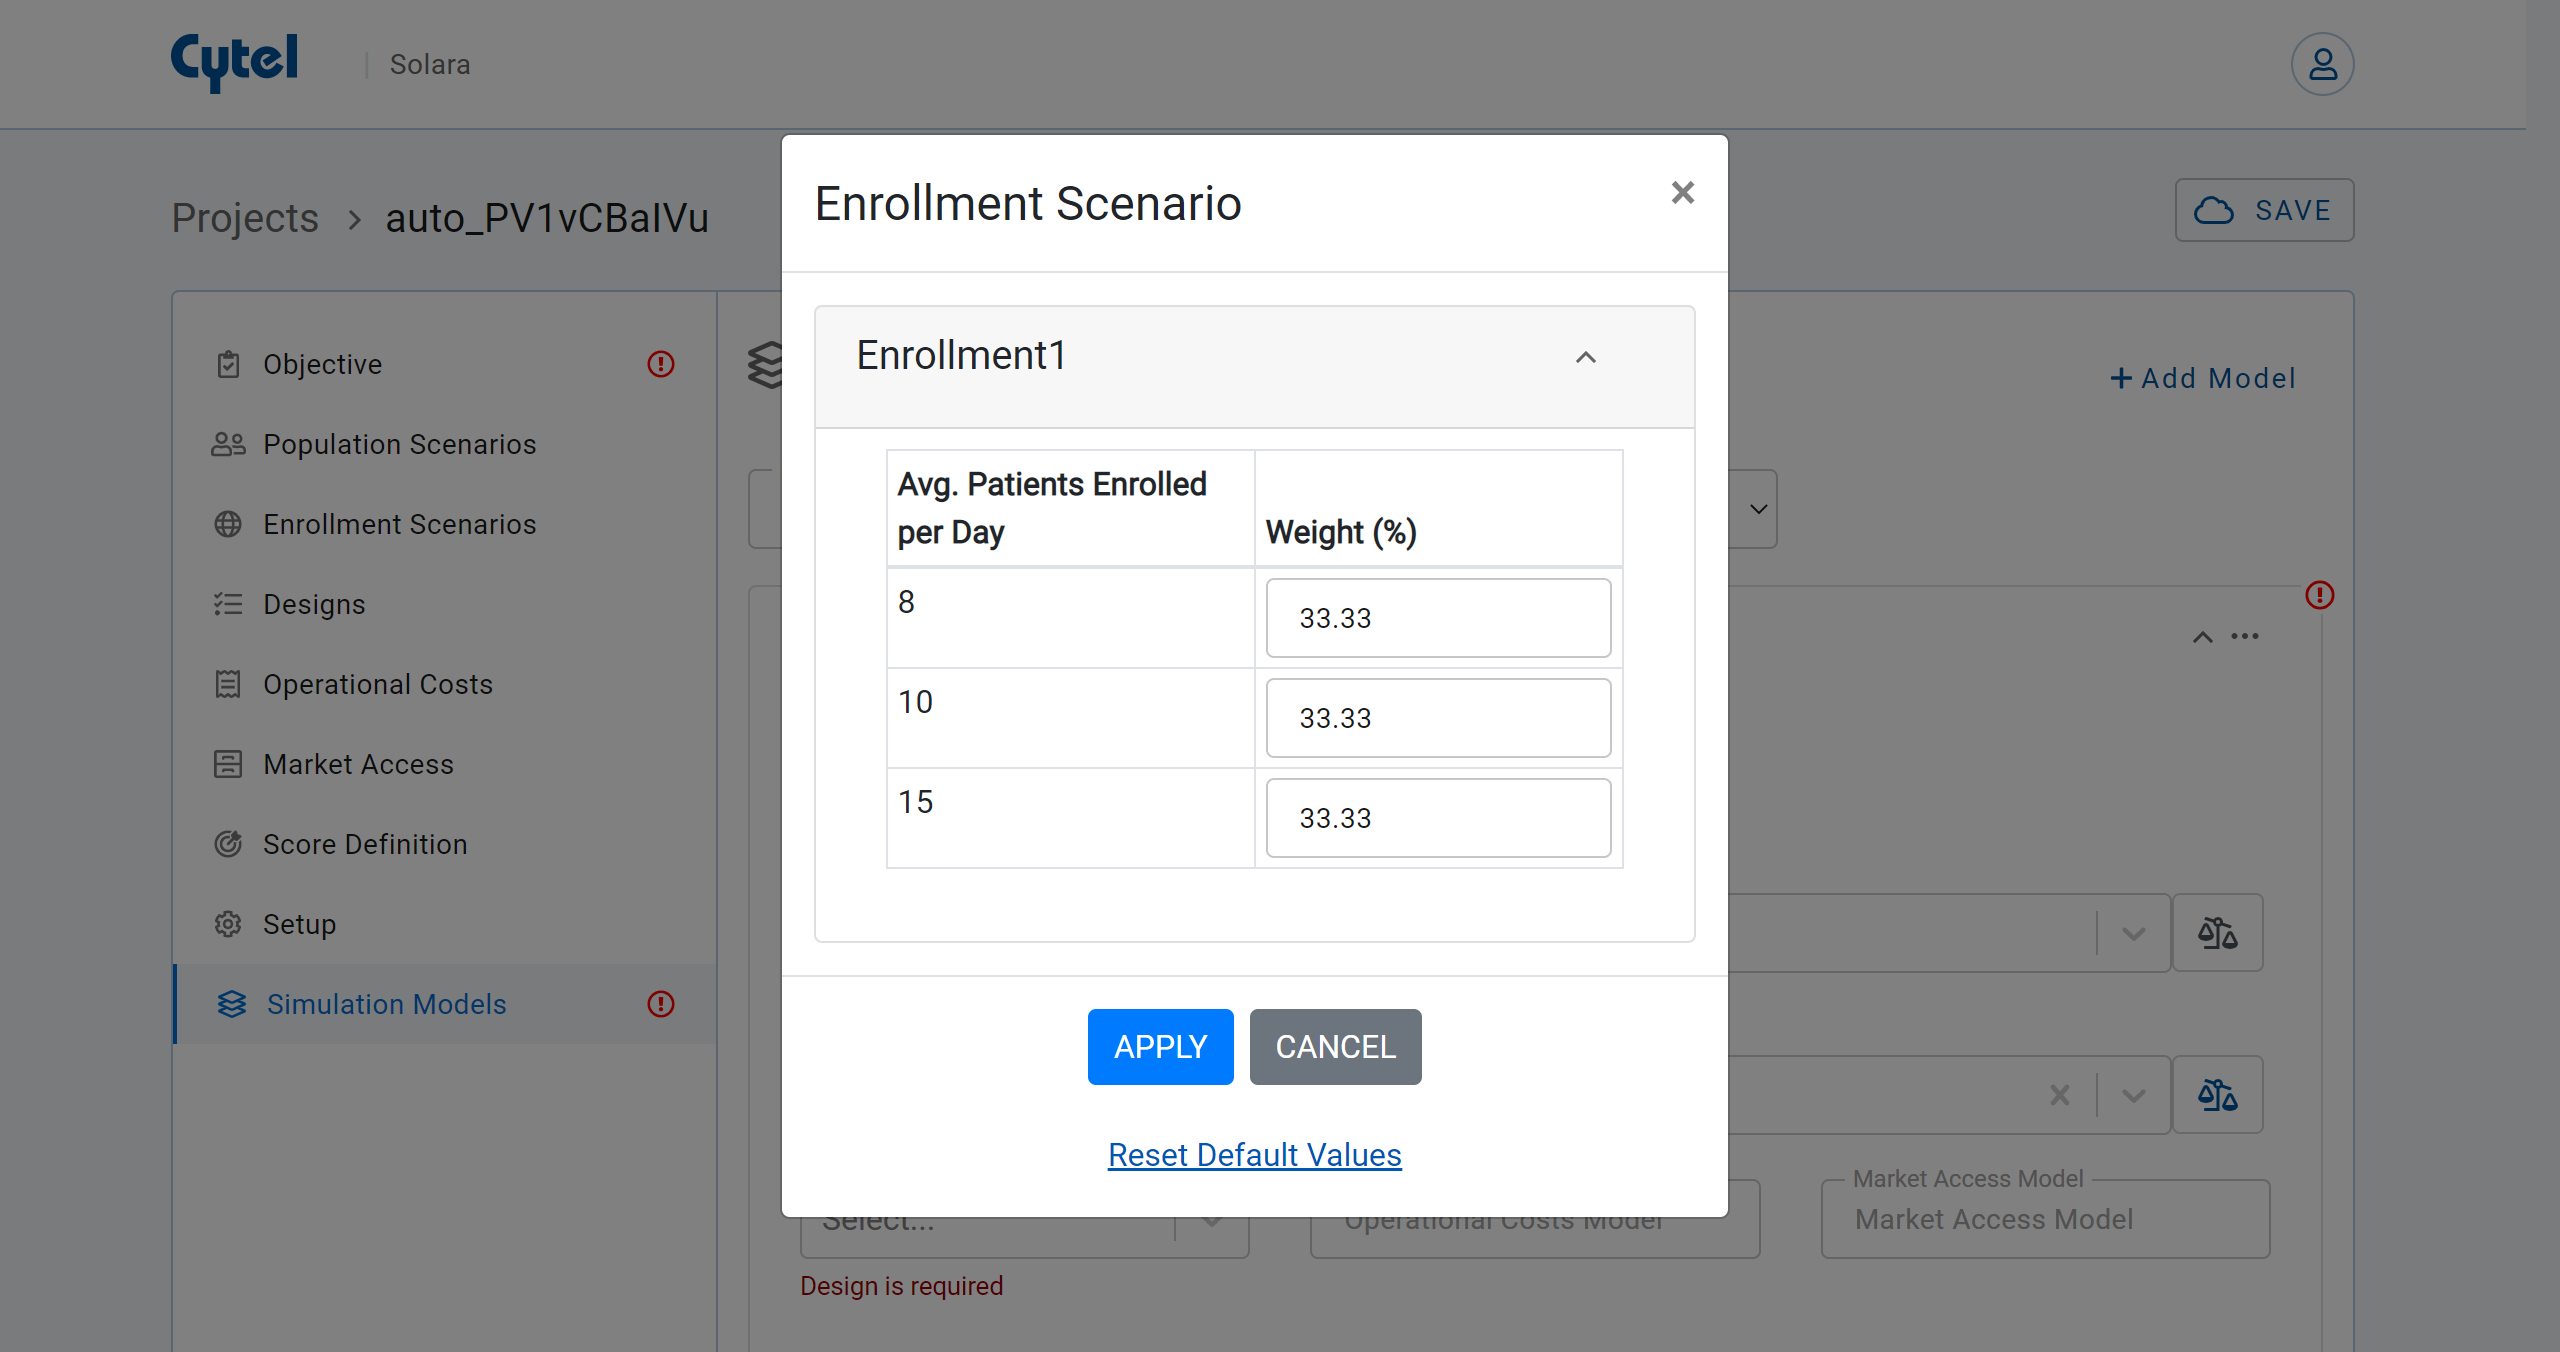 Cytel
Solara
Projects > auto_PV1vCBaIVu
SAVE
Enrollment Scenario
Objective
Population Scenarios
Enrollment Scenarios
Designs
Operational Costs
Market Access
Score Definition
Setup
Simulation Models
+ Add Model
Enrollment1
Avg. Patients Enrolled
per Day
Weight (%)
8
33.33
10
33.33
15
33.33
APPLY
CANCEL
Reset Default Values
Select...
Operational Costs Model
Market Access Model
Market Access Model
Design is required